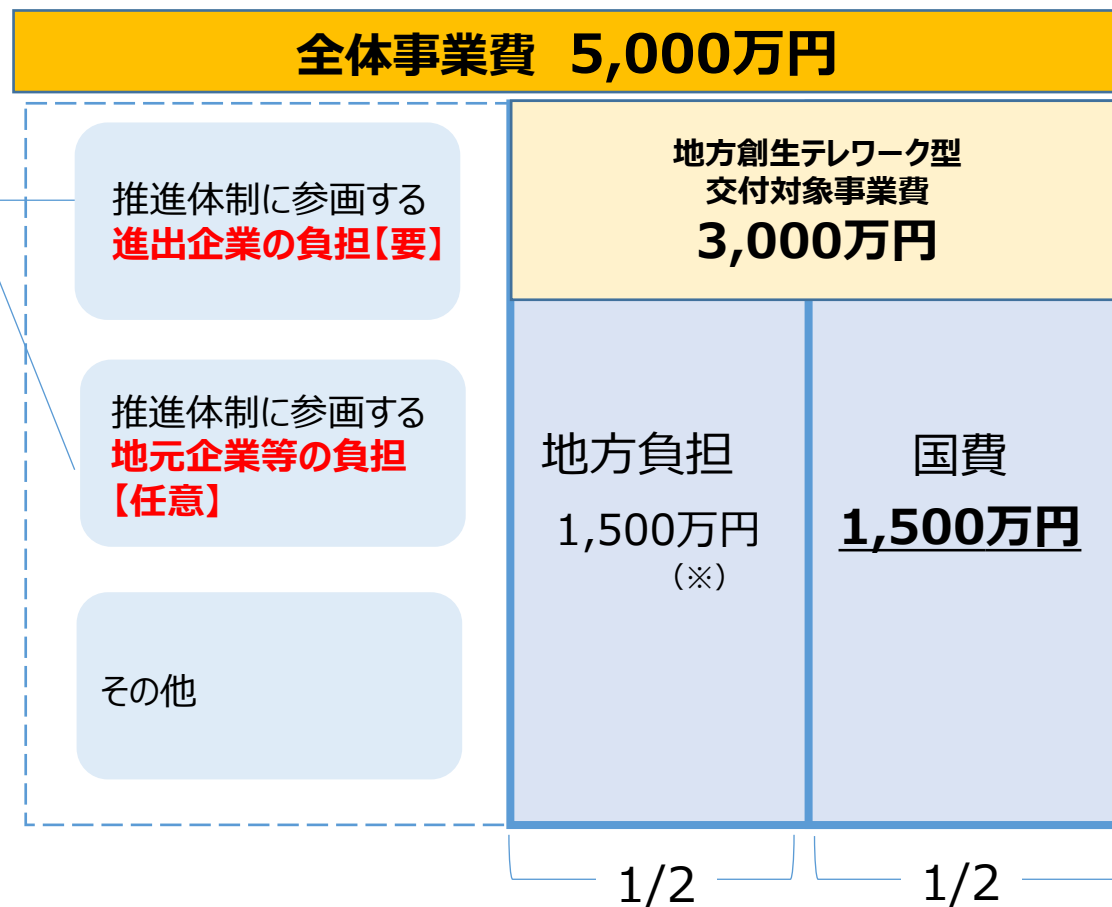 全体事業費 5,000万円
推進体制に参画する
進出企業の負担【要】
推進体制に参画する
地元企業等の負担
【任意】
その他
地方創生テレワーク型
交付対象事業費
3,000万円
地方負担
1,500万円
（※）
国費
1,500万円
1/2
1/2